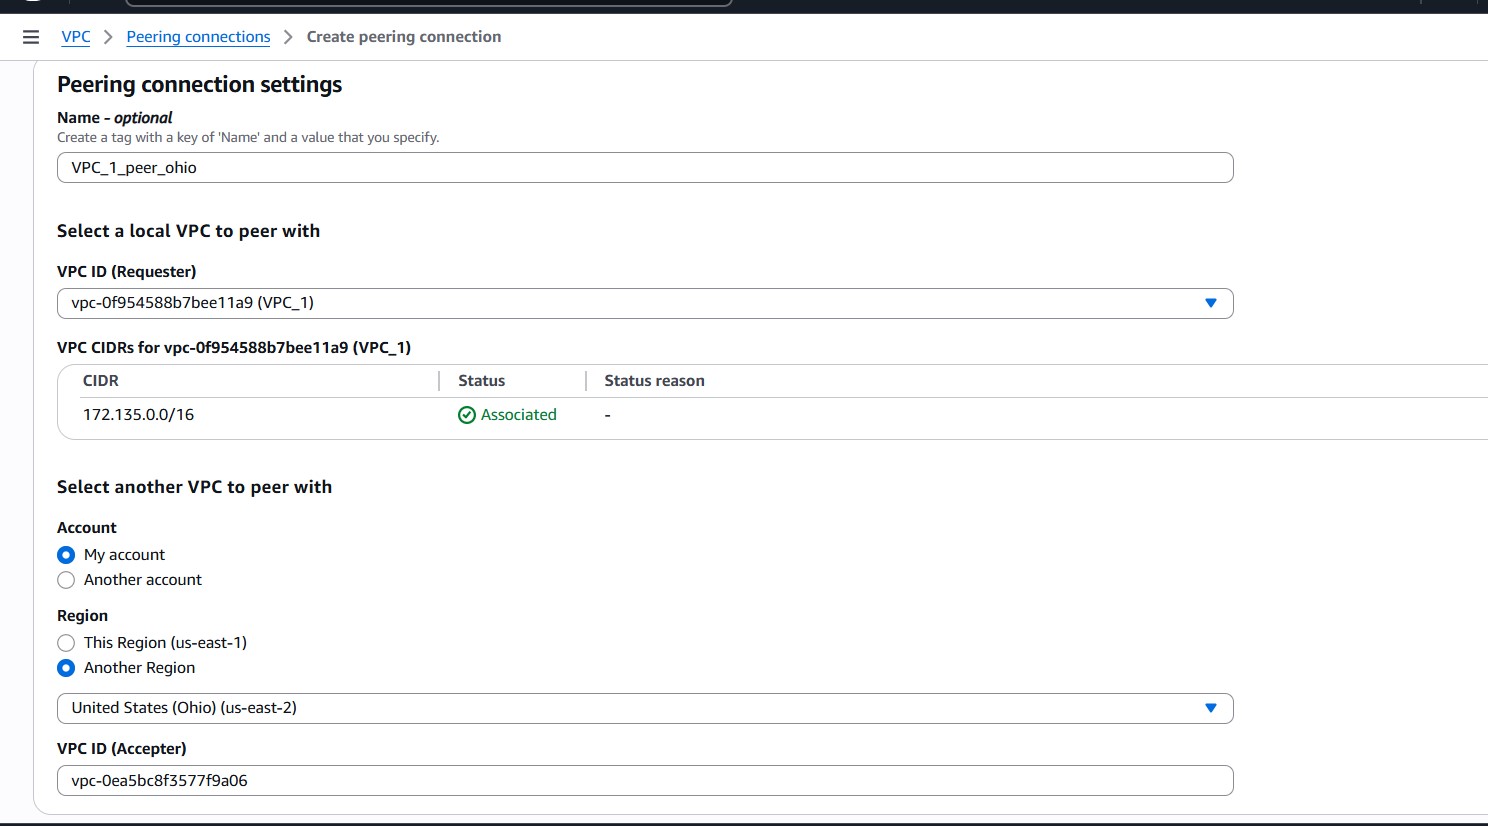 VPC > Peering connections > Create peering connection
Peering connection settings
Name - optional
Create a tag with a key of 'Name' and a value that you specify.
VPC_1_peer_ohio
Select a local VPC to peer with
VPC ID (Requester)
vpc-0f954588b7bee11a9 (VPC_1)
VPC CIDRs for vpc-0f954588b7bee11a9 (VPC_1)
CIDR Status Status reason
172.135.0.0/16 Associated -
Select another VPC to peer with
Account
My account
Another account
Region
This Region (us-east-1)
Another Region
United States (Ohio) (us-east-2)
VPC ID (Accepter)
vpc-0ea5bc8f3577f9a06